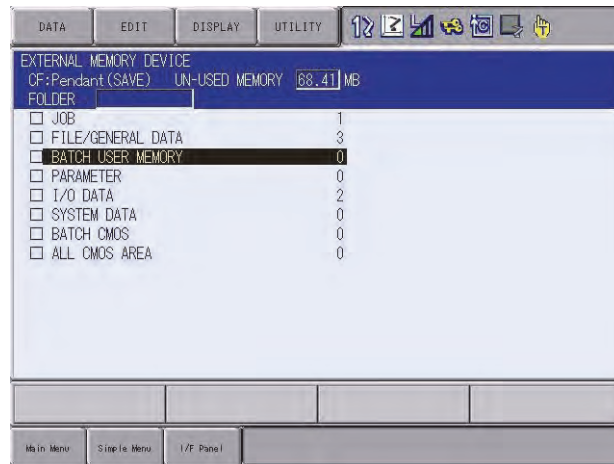 DATA EDIT DISPLAY UTILITY
EXTERNAL MEMORY DEVICE
CF:Pendant(SAVE) UN-USED MEMORY 68.41 MB
FOLDER
JOB 1
FILE/GENERAL DATA 3
BATCH USER MEMORY 0
PARAMETER 0
I/O DATA 2
SYSTEM DATA 0
BATCH CMOS 0
ALL CMOS AREA 0
Main Menu Simple Menu I/F Panel